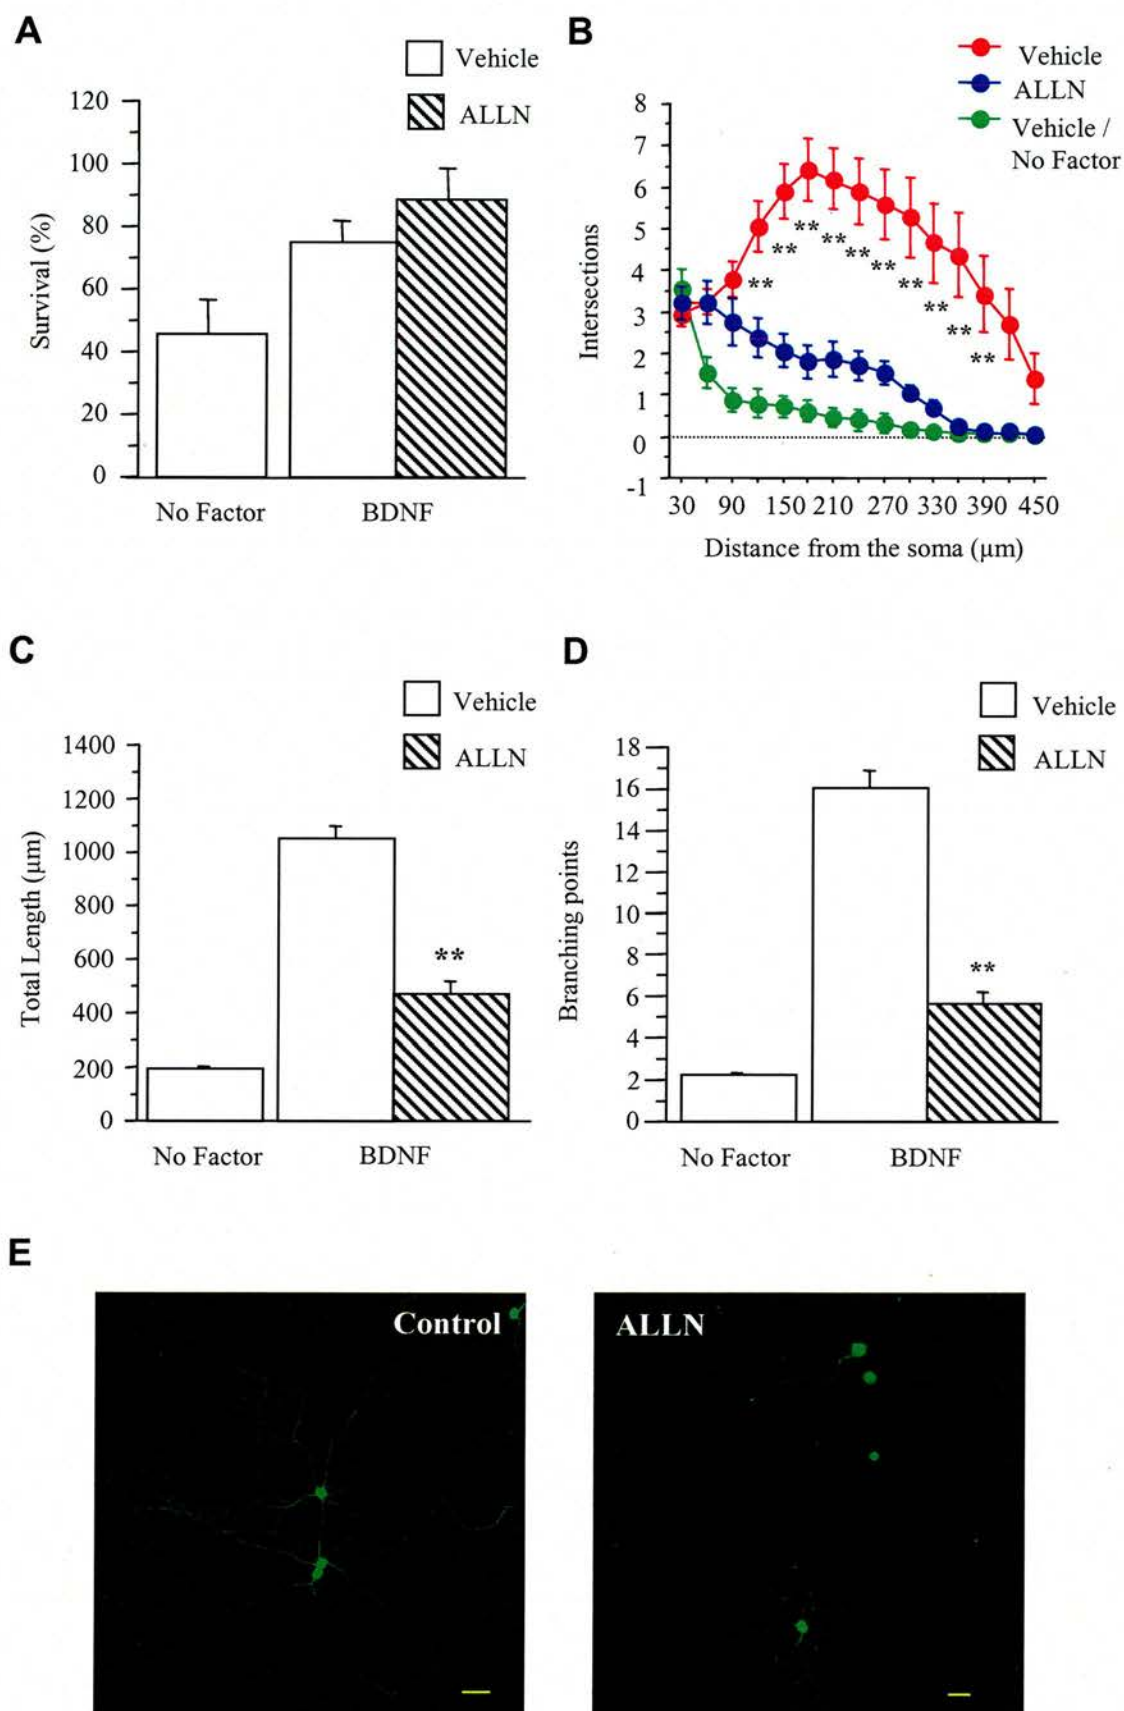 A
Vehicle
ALLN
120
100
80
60
40
20
0
Survival (%)
No Factor BDNF
B
Vehicle
ALLN
Vehicle /
No Factor
8
7
6
5
4
3
2
1
0
-1
Intersections
**
**
**
**
**
**
**
**
**
**
30 90 150 210 270 330 390 450
Distance from the soma (µm)
C
Vehicle
ALLN
1400
1200
1000
800
600
400
200
0
Total Length (µm)
**
No Factor BDNF
D
Vehicle
ALLN
18
16
14
12
10
8
6
4
2
0
Branching points
**
No Factor BDNF
E
Control
ALLN